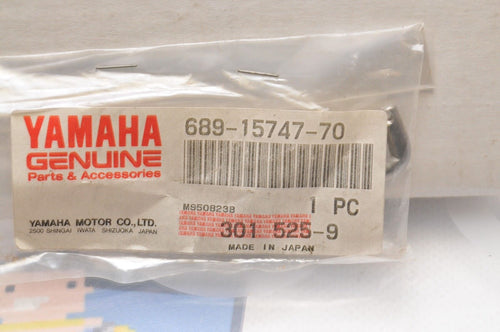 YAMAHA
GENUINE
Parts & Accessories
YAMAHA MOTOR CO., LTD.
2500 SHINGAI IWATA SHIZUOKA JAPAN
689-15747-70
M9508238
1 PC
301 525-9
MADE IN JAPAN